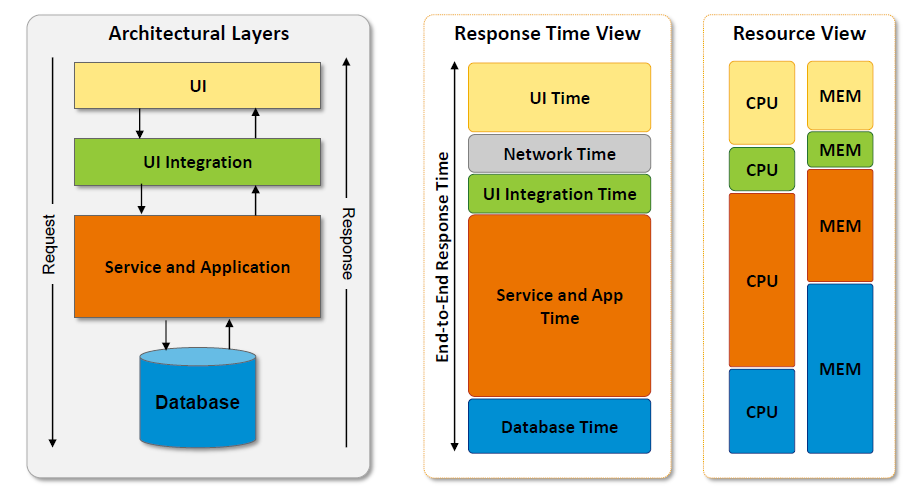 Architectural Layers
UI
UI Integration
Service and Application
Database
Request
Response
Response Time View
End-to-End Response Time
UI Time
Network Time
UI Integration Time
Service and App
Time
Database Time
Resource View
CPU
CPU
CPU
CPU
MEM
MEM
MEM
MEM